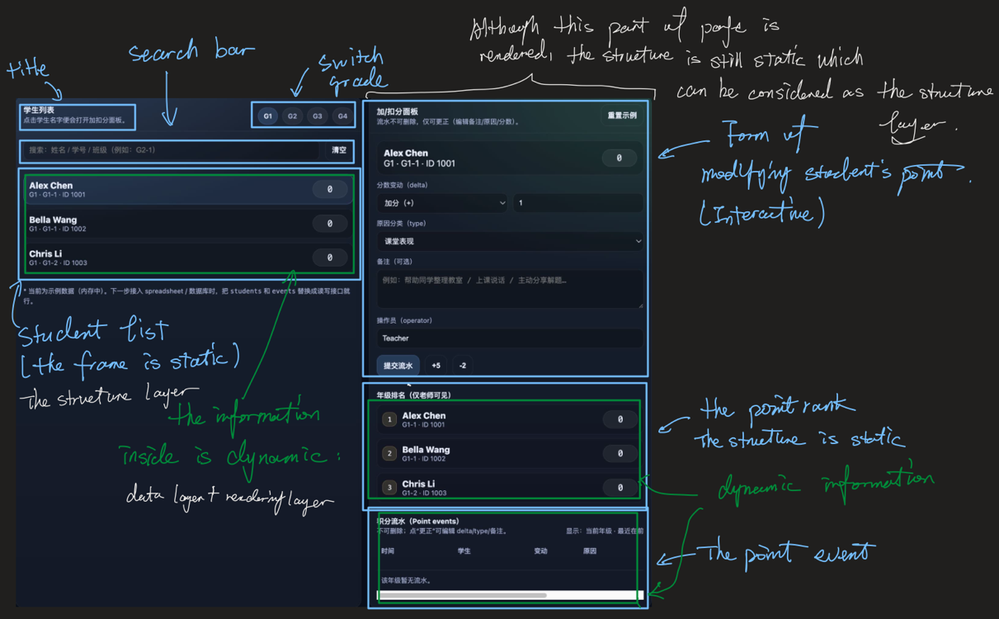 Although this part of page is
rendered, the structure is still static which
can be considered as the structure
layer.
title
search bar
switch
grade
学生列表
点击学生名字便会打开加扣分面板。
G1 G2 G3 G4
搜索：姓名 / 学号 / 班级（例如：G2-1） 清空
Alex Chen
G1 · G1-1 · ID 1001
0
Bella Wang
G1 · G1-1 · ID 1002
0
Chris Li
G1 · G1-2 · ID 1003
0
* 当前为示例数据（内存中）。下一步接入 spreadsheet / 数据库时，把 students 和 events 替换成读写接口就
行。
Student list
(the frame is static)
The structure layer
the information
inside is dynamic:
data layer + rendering layer
加/扣分面板
流水不可删除，仅可更正（编辑备注/原因/分数）。
重置示例
Alex Chen
G1 · G1-1 · ID 1001
0
分数变动（delta）
加分（+） 1
原因分类（type）
课堂表现
备注（可选）
例如：帮助同学整理教室 / 上课说话 / 主动分享解题…
操作员（operator）
Teacher
提交流水 +5 -2
Form of
modifying student's point.
(Interactive)
年级排名（仅老师可见）
1 Alex Chen
G1-1 · ID 1001
0
2 Bella Wang
G1-1 · ID 1002
0
3 Chris Li
G1-2 · ID 1003
0
the point rank
The structure is static
dynamic information
积分流水（Point events）
不可删除；点“更正”可编辑 delta/type/备注。 显示：当前年级 · 最近在前
时间 学生 变动 原因
该年级暂无流水。
The point event